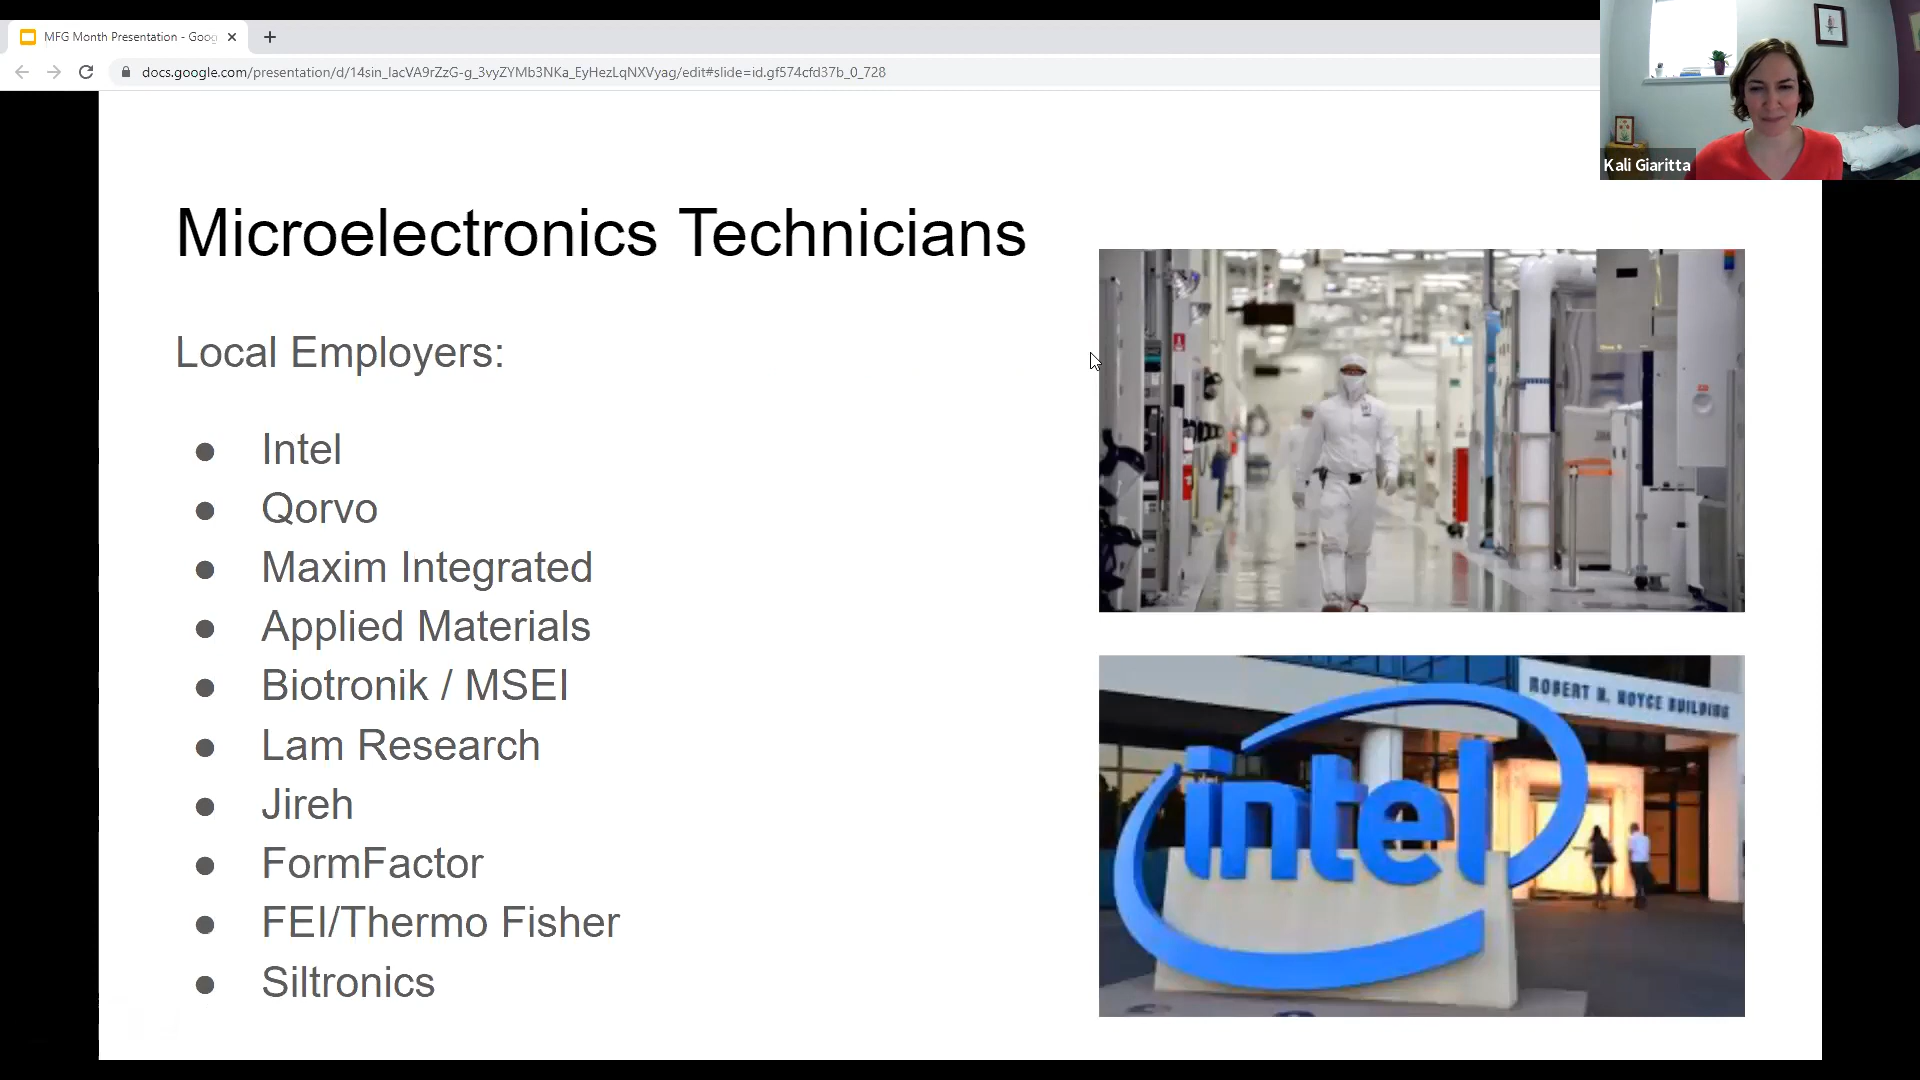 MFG Month Presentation - Goog
docs.google.com/presentation/d/14sin_lacVA9rZzG-g_3vyZYMb3NKa_EyHezLqNXVyag/edit#slide=id.gf574cfd37b_0_728
Kali Giaritta
Microelectronics Technicians
Local Employers:
● Intel
● Qorvo
● Maxim Integrated
● Applied Materials
● Biotronik / MSEI
● Lam Research
● Jireh
● FormFactor
● FEI/Thermo Fisher
● Siltronics
ROBERT N. NOYCE BUILDING
intel